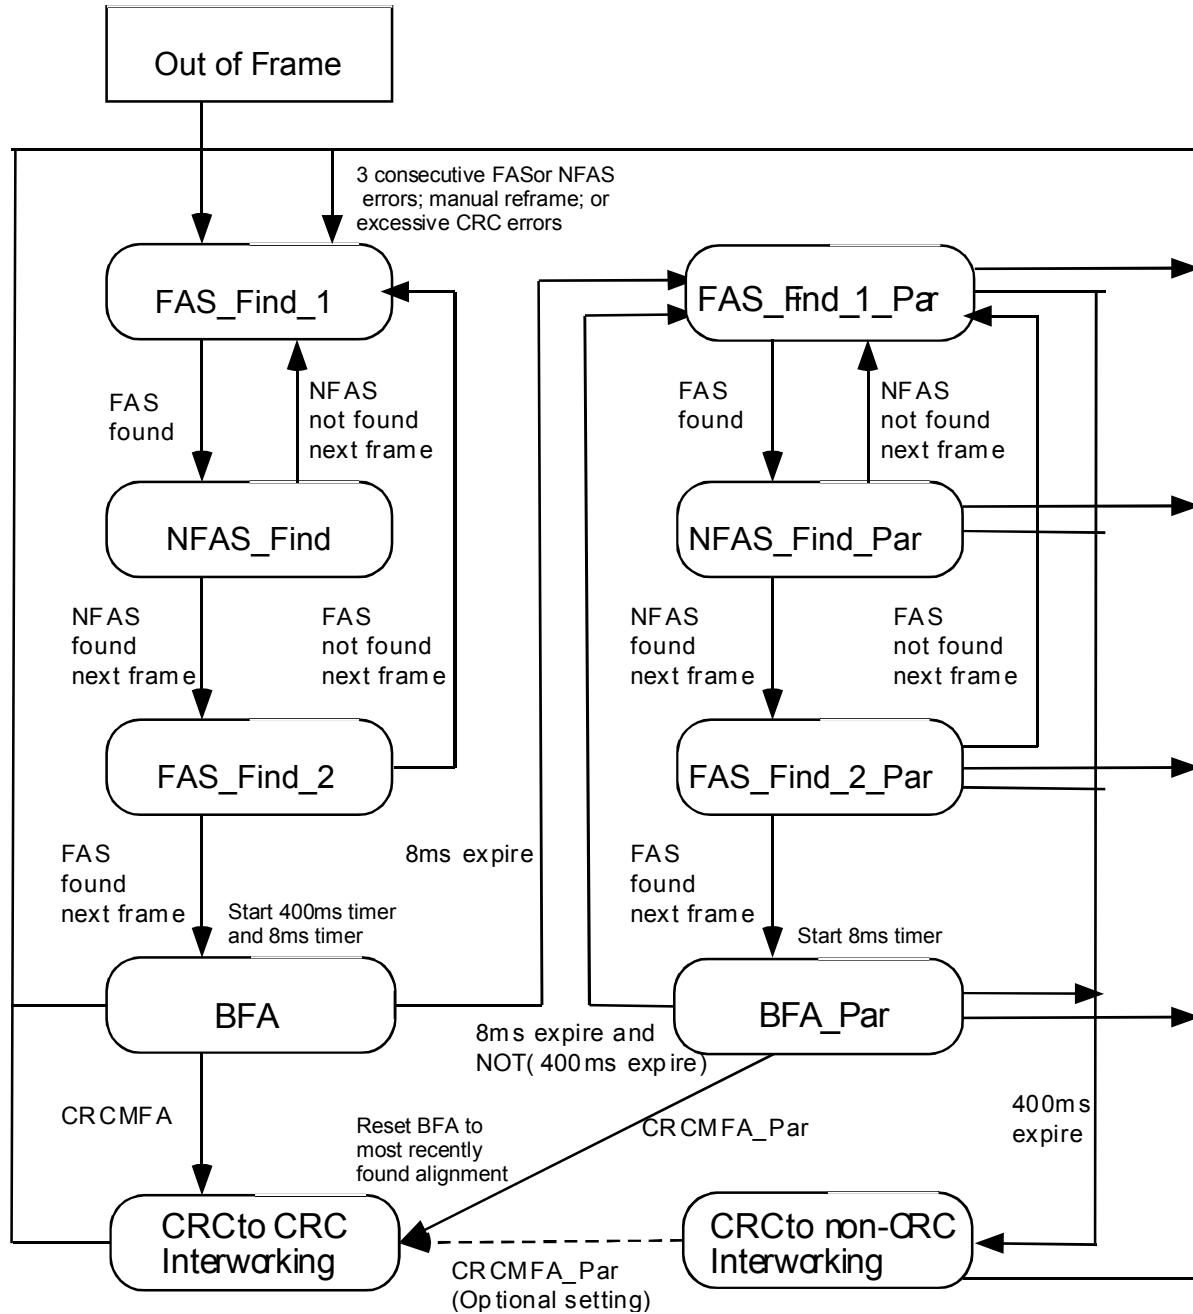 Out of Frame
3 consecutive FASor NFAS
errors; manual reframe; or
excessive CRC errors
FAS_Find_1
FAS_Find_1_Par
FAS
found
NFAS
not found
next frame
FAS
found
NFAS
not found
next frame
NFAS_Find
NFAS_Find_Par
NFAS
found
next frame
FAS
not found
next frame
NFAS
found
next frame
FAS
not found
next frame
FAS_Find_2
FAS_Find_2_Par
FAS
found
next frame
8ms expire
FAS
found
next frame
Start 400ms timer
and 8ms timer
Start 8ms timer
BFA
BFA_Par
8ms expire and
NOT( 400ms expire)
CRCMFA
Reset BFA to
most recently
found alignment
CRCMFA_Par
400ms
expire
CRCto CRC
Interworking
CRCto non-CRC
Interworking
CRCMFA_Par
(Optional setting)